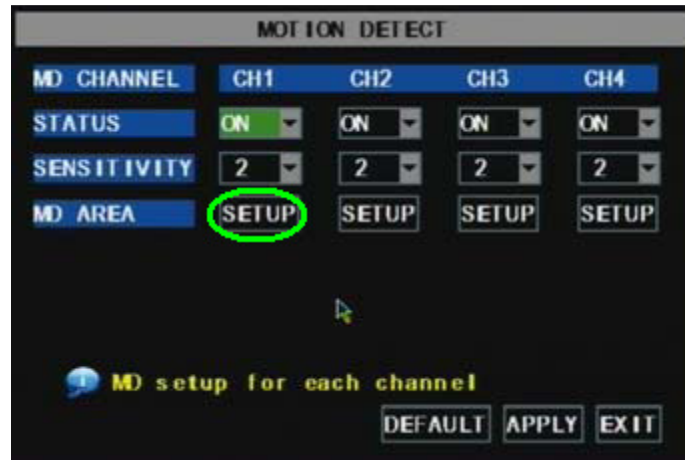 MOTION DETECT
MD CHANNEL CH1 CH2 CH3 CH4
STATUS ON ON ON ON
SENSITIVITY 2 2 2 2
MD AREA SETUP SETUP SETUP SETUP
MD setup for each channel
DEFAULT APPLY EXIT